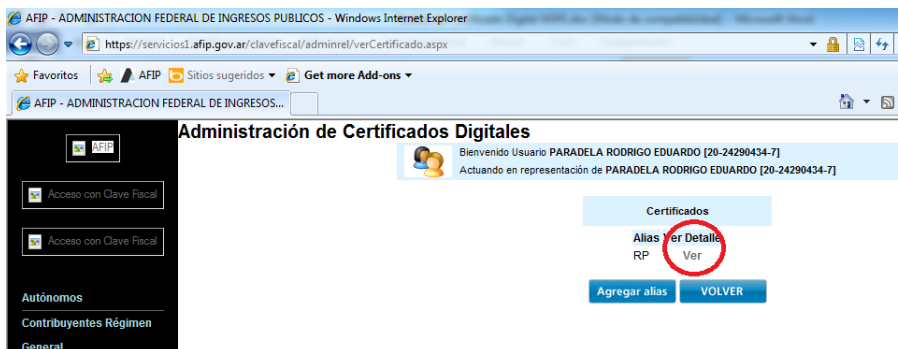 AFIP - ADMINISTRACION FEDERAL DE INGRESOS PUBLICOS - Windows Internet Explorer
https://servicios1.afip.gov.ar/clavefiscal/adminrel/verCertificado.aspx
Favoritos AFIP Sitios sugeridos Get more Add-ons
AFIP - ADMINISTRACION FEDERAL DE INGRESOS...
Administración de Certificados Digitales
AFIP
Bienvenido Usuario PARADELA RODRIGO EDUARDO [20-24290434-7]
Actuando en representación de PARADELA RODRIGO EDUARDO [20-24290434-7]
Acceso con Clave Fiscal
Certificados
Acceso con Clave Fiscal
Alias Ver Detalle
RP Ver
Agregar alias VOLVER
Autónomos
Contribuyentes Régimen
General